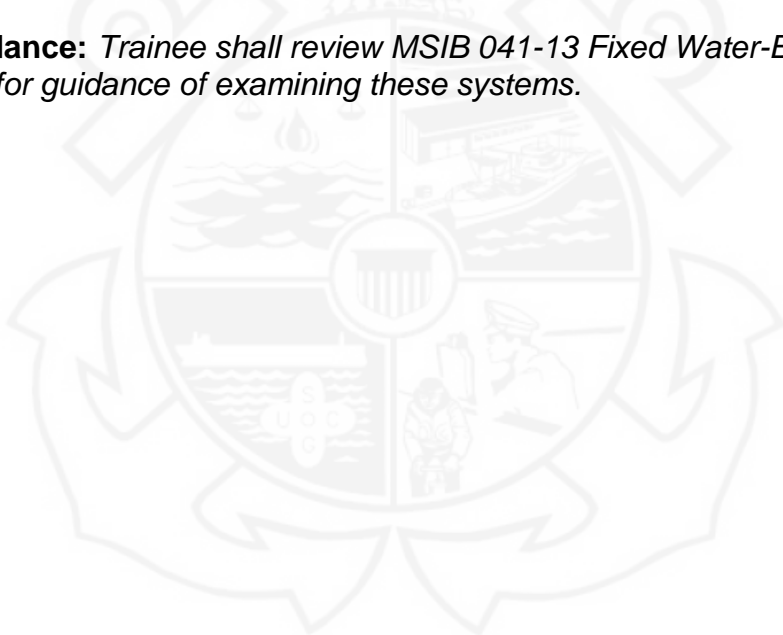 lance: Trainee shall review MSIB 041-13 Fixed Water-B
for guidance of examining these systems.
S
U O C
G